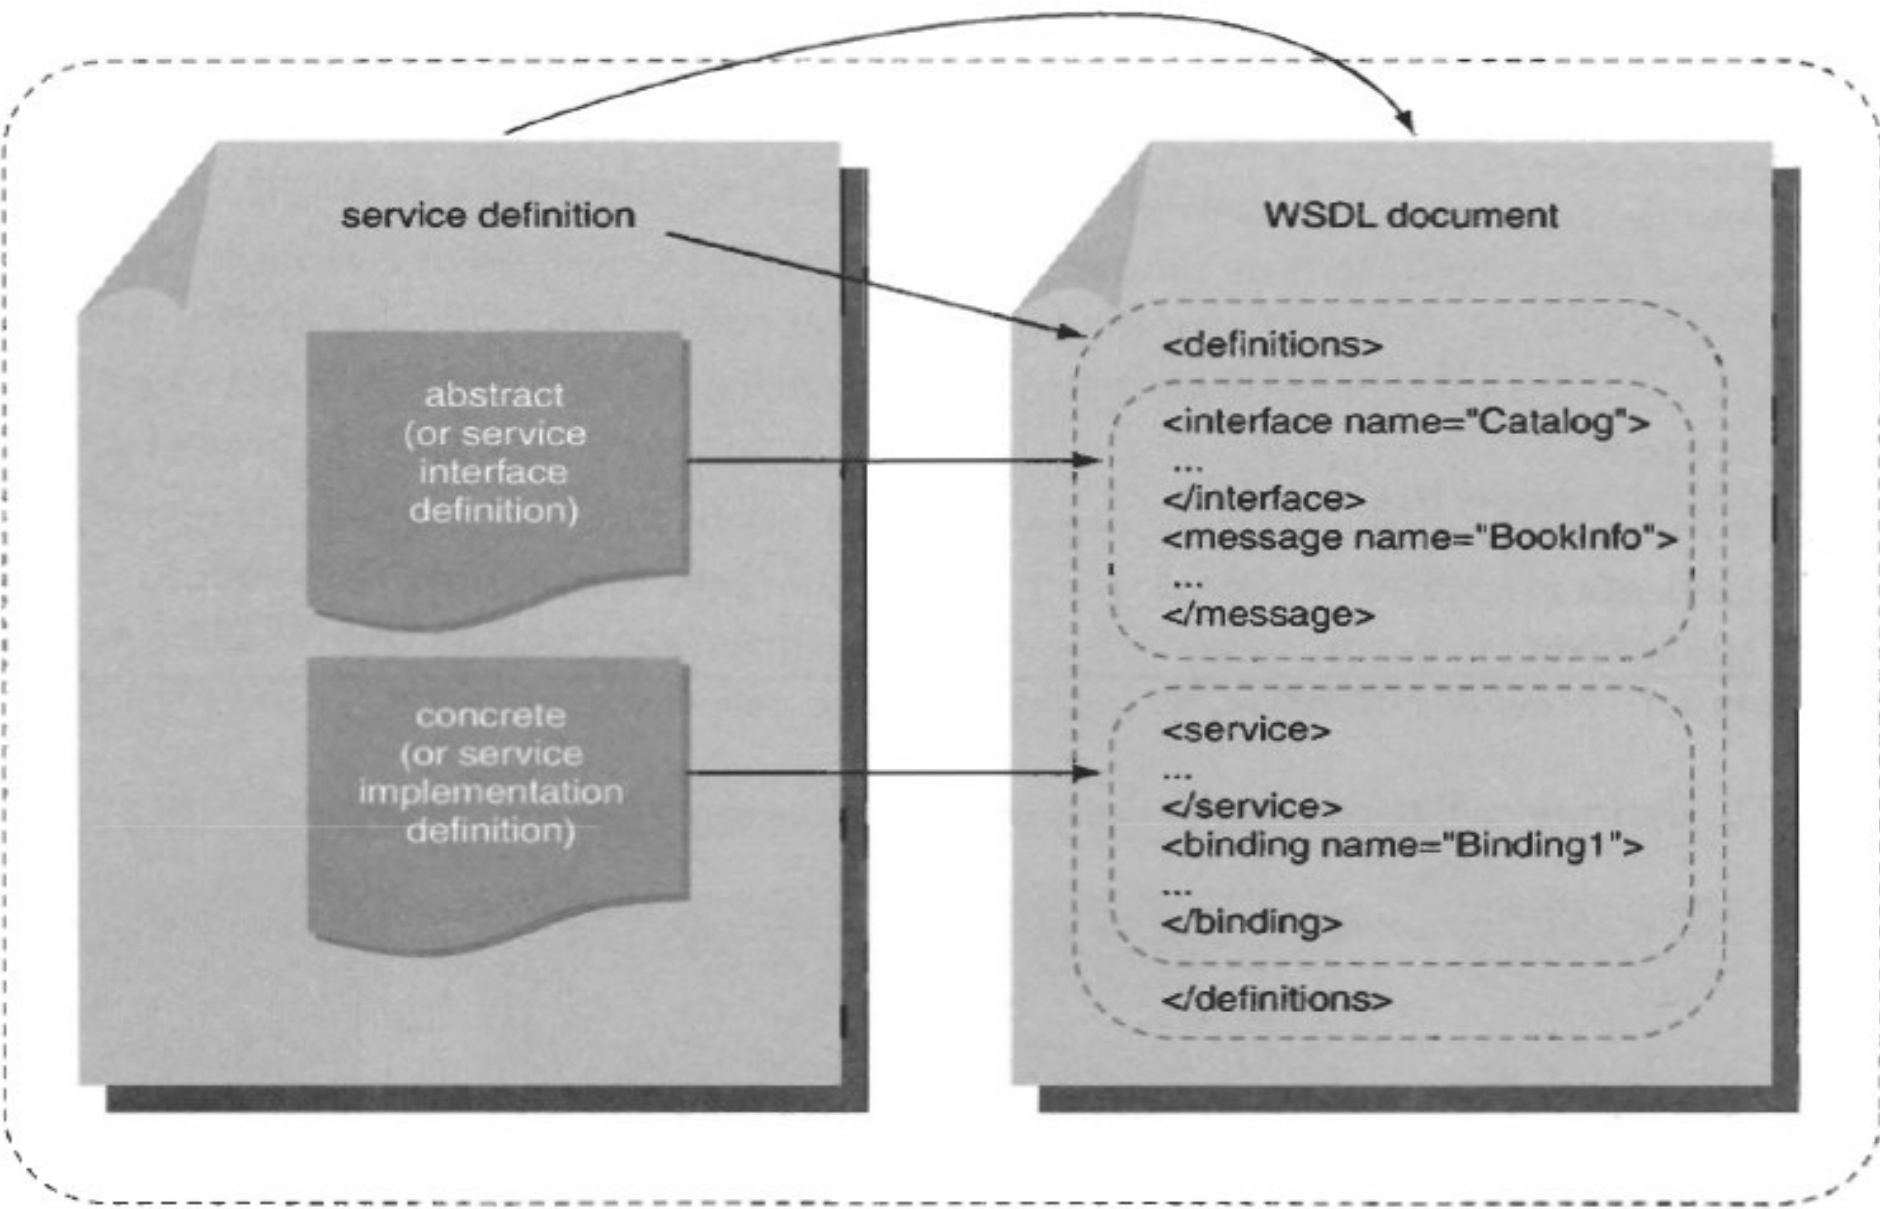 service definition
abstract
(or service
interface
definition)
concrete
(or service
implementation
definition)
WSDL document
<definitions>
<interface name="Catalog">
...
</interface>
<message name="BookInfo">
...
</message>
<service>
...
</service>
<binding name="Binding1">
...
</binding>
</definitions>